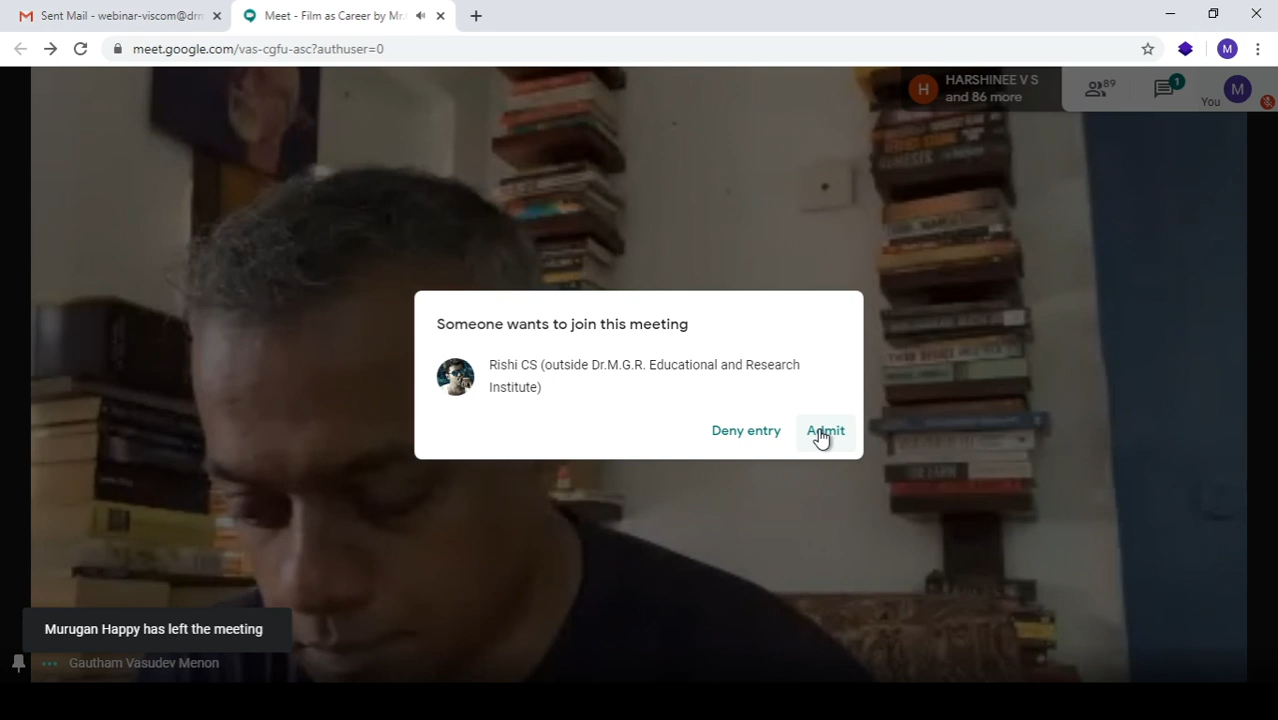 Sent Mail - webinar-viscom@drm
Meet - Film as Career by Mr.
meet.google.com/vas-cgfu-asc?authuser=0
M
HARSHINEE V S
and 86 more
H
89
1
You
M
Someone wants to join this meeting
Rishi CS (outside Dr.M.G.R. Educational and Research
Institute)
Deny entry
Admit
Murugan Happy has left the meeting
Gautham Vasudev Menon